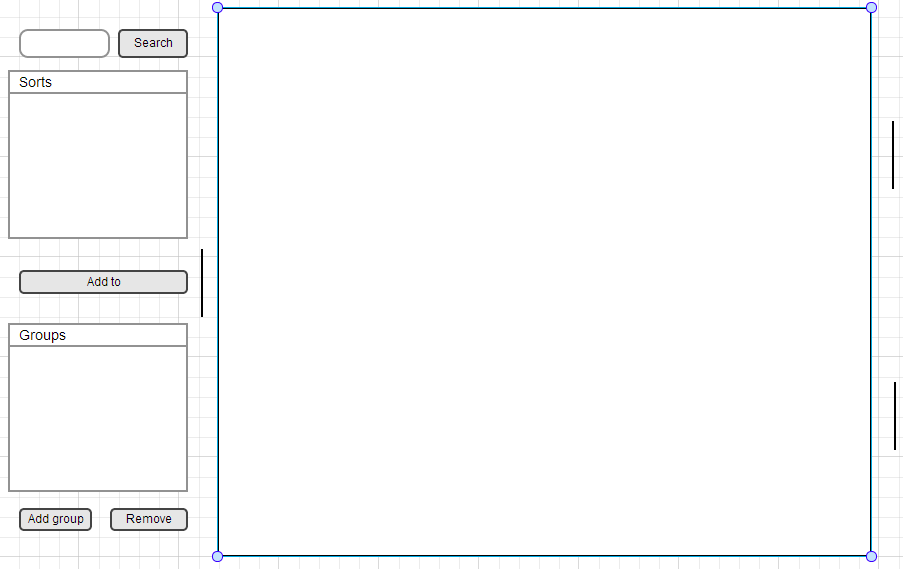 Search
Sorts
Add to
Groups
Add group
Remove